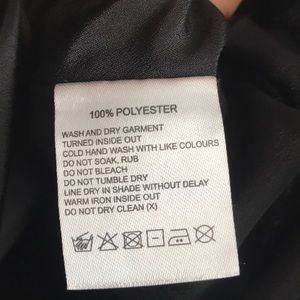 100% POLYESTER
WASH AND DRY GARMENT
TURNED INSIDE OUT
COLD HAND WASH WITH LIKE COLOURS
DO NOT SOAK, RUB
DO NOT BLEACH
DO NOT TUMBLE DRY
LINE DRY IN SHADE WITHOUT DELAY
WARM IRON INSIDE OUT
DO NOT DRY CLEAN (X)